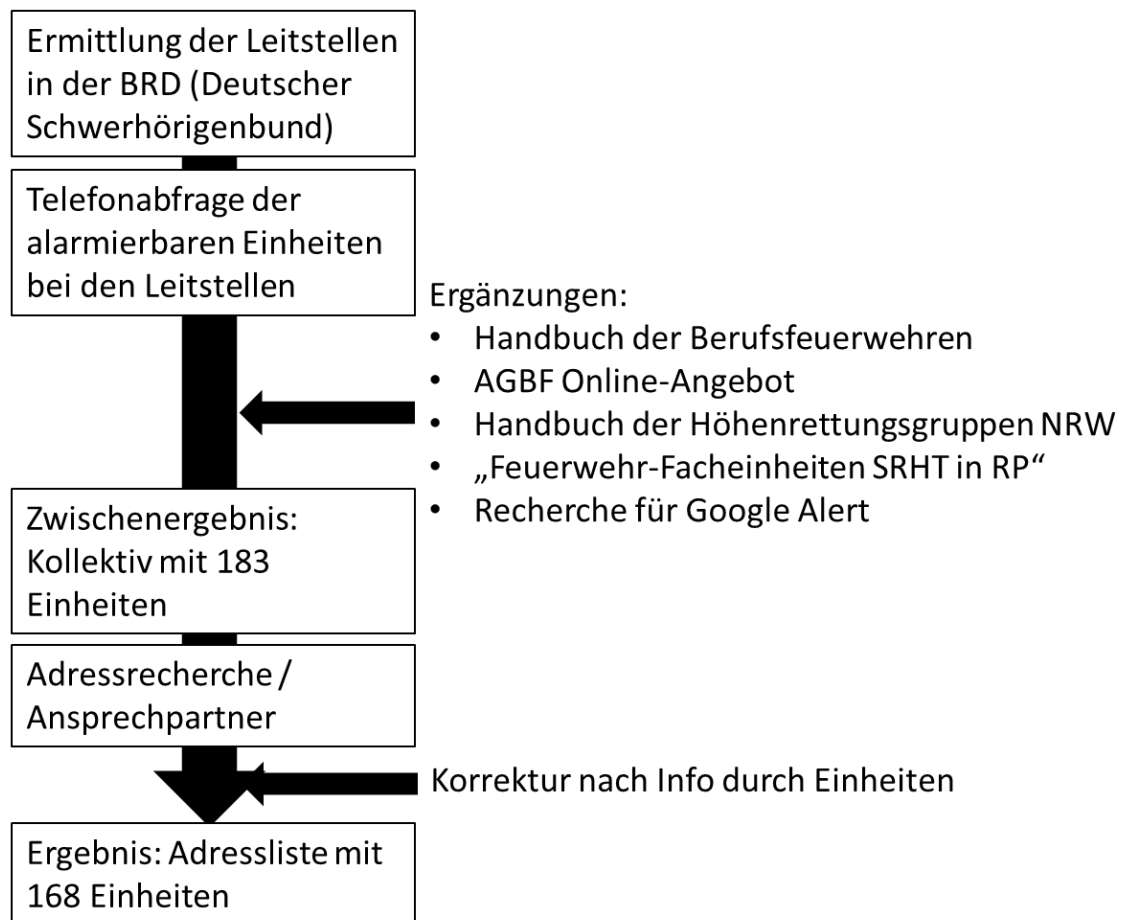 Ermittlung der Leitstellen
in der BRD (Deutscher
Schwerhörigenbund)
Telefonabfrage der
alarmierbaren Einheiten
bei den Leitstellen
Ergänzungen:
• Handbuch der Berufsfeuerwehren
• AGBF Online-Angebot
• Handbuch der Höhenrettungsgruppen NRW
• „Feuerwehr-Facheinheiten SRHT in RP“
• Recherche für Google Alert
Zwischenergebnis:
Kollektiv mit 183
Einheiten
Adressrecherche /
Ansprechpartner
Korrektur nach Info durch Einheiten
Ergebnis: Adressliste mit
168 Einheiten